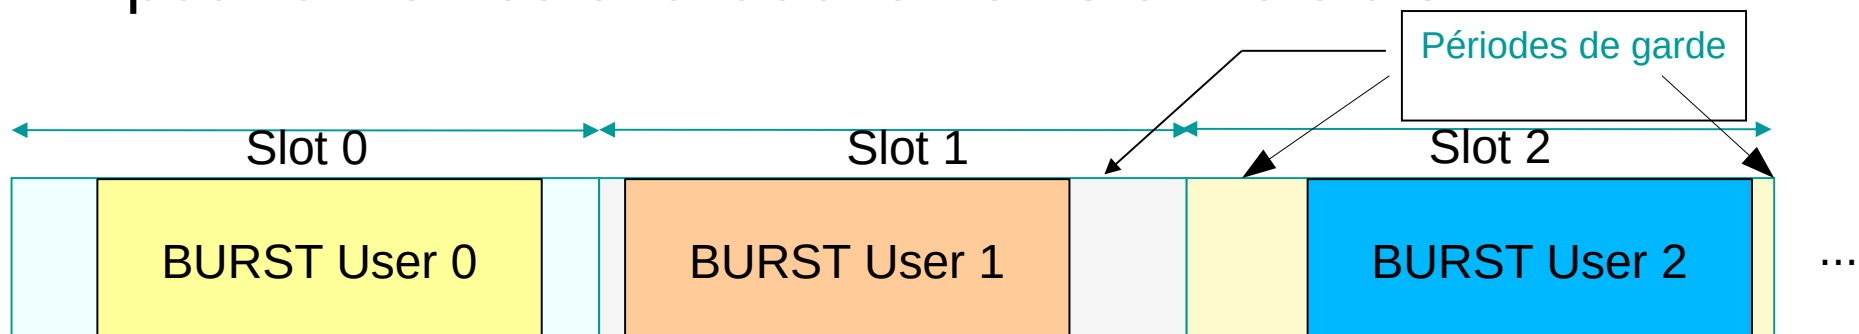 Périodes de garde
Slot 0 Slot 1 Slot 2
BURST User 0 BURST User 1 BURST User 2 ...